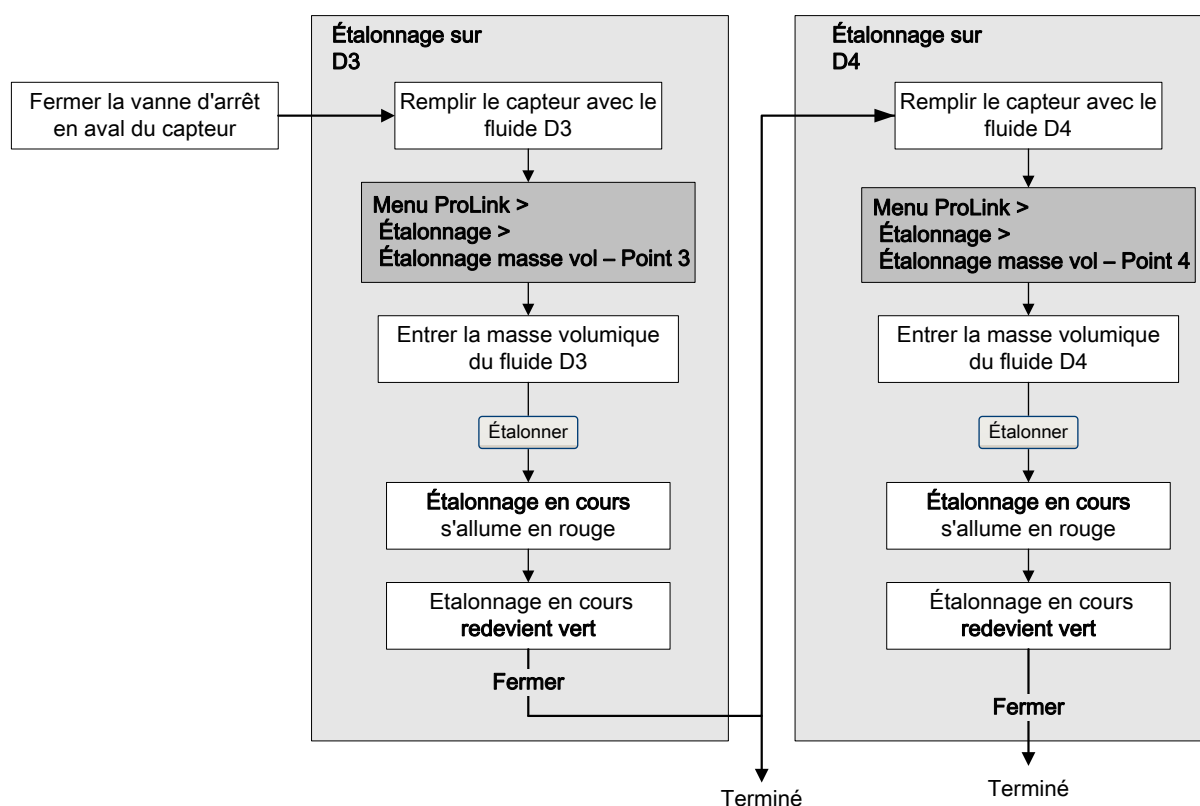 Fermer la vanne d'arrêt
en aval du capteur
Étalonnage sur
D3
Remplir le capteur avec le
fluide D3
Menu ProLink >
Étalonnage >
Étalonnage masse vol – Point 3
Entrer la masse volumique
du fluide D3
Étalonner
Étalonnage en cours
s'allume en rouge
Etalonnage en cours
redevient vert
Fermer
Terminé
Étalonnage sur
D4
Remplir le capteur avec le
fluide D4
Menu ProLink >
Étalonnage >
Étalonnage masse vol – Point 4
Entrer la masse volumique
du fluide D4
Étalonner
Étalonnage en cours
s'allume en rouge
Étalonnage en cours
redevient vert
Fermer
Terminé